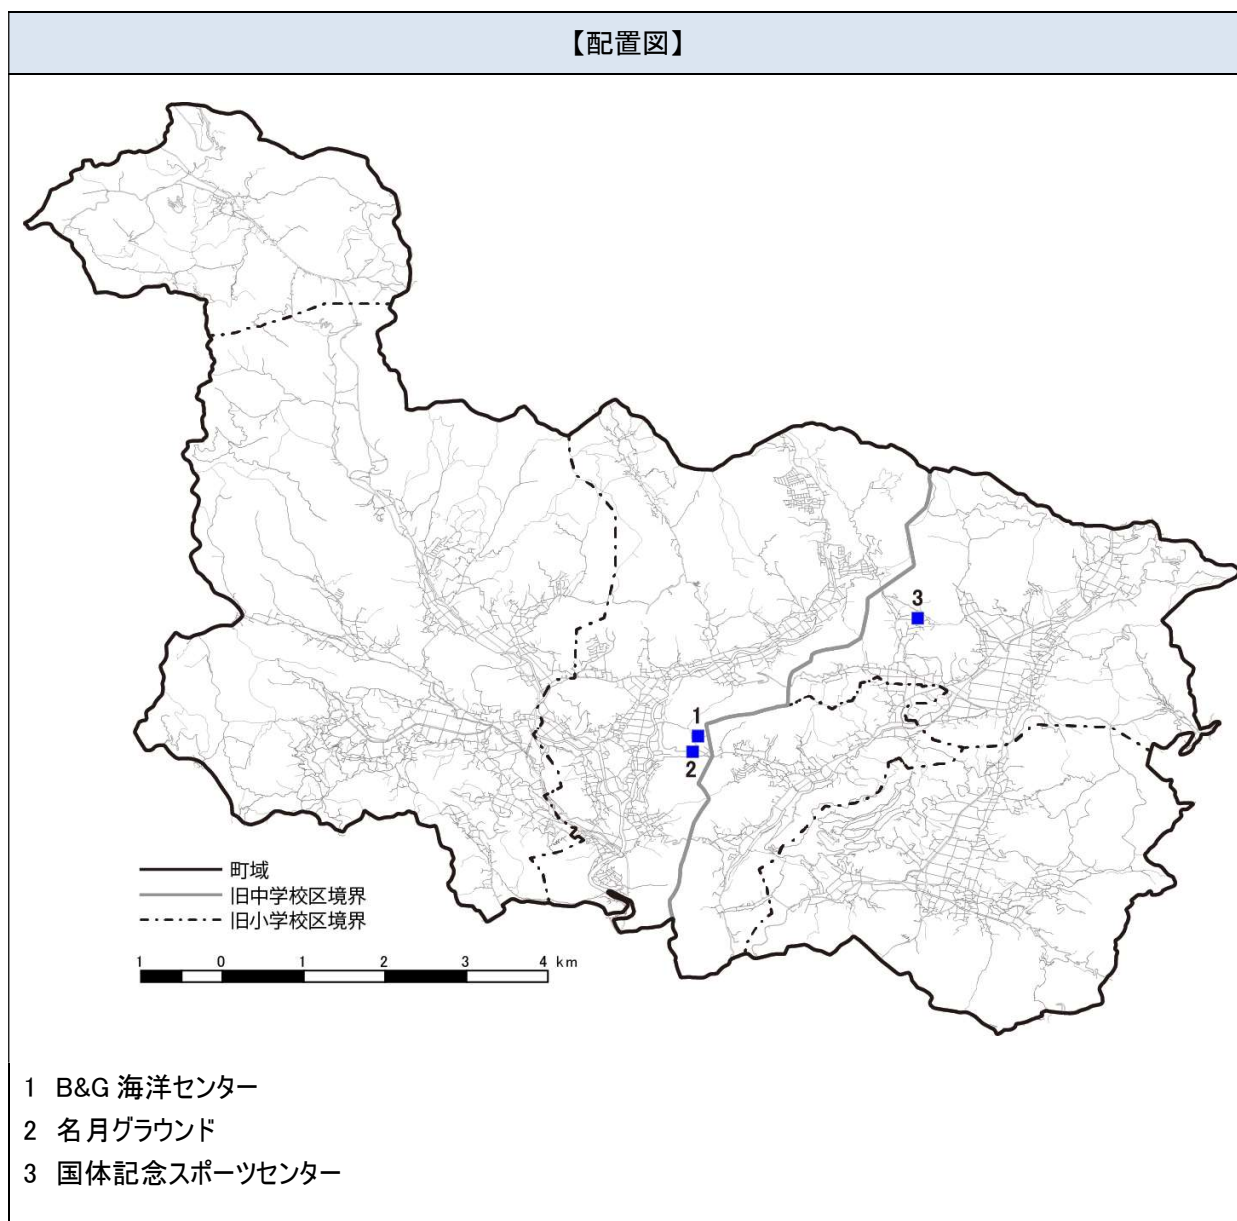 【配置図】
3
1
2
町域
旧中学校区境界
旧小学校区境界
1 0 1 2 3 4 km
1 B&G 海洋センター
2 名月グラウンド
3 国体記念スポーツセンター